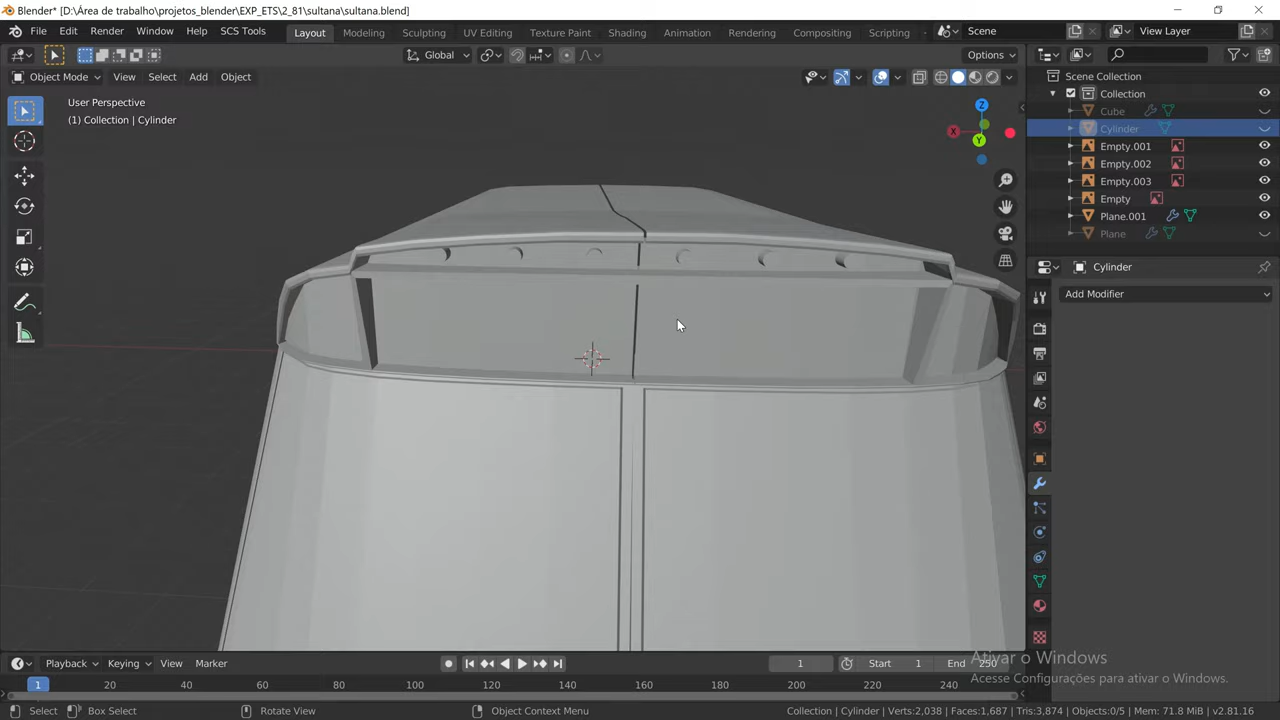 Blender* [D:\Área de trabalho\projetos_blender\EXP_ETS\2_81\sultana\sultana.blend]
File Edit Render Window Help SCS Tools Layout Modeling Sculpting UV Editing Texture Paint Shading Animation Rendering Compositing Scripting Scene View Layer
Global Options
Object Mode View Select Add Object
User Perspective
(1) Collection | Cylinder
Z
X
Y
Scene Collection
Collection
Cube
Cylinder
Empty.001
Empty.002
Empty.003
Empty
Plane.001
Plane
Cylinder
Add Modifier
Playback Keying View Marker 1 Start 1 End 250
1 20 40 60 80 100 120 140 160 180 200 220 240
Ativar o Windows
Acesse Configurações para ativar o Windows.
Select Box Select Rotate View Object Context Menu Collection | Cylinder | Verts:2,038 | Faces:1,687 | Tris:3,874 | Objects:0/5 | Mem: 71.8 MiB | v2.81.16